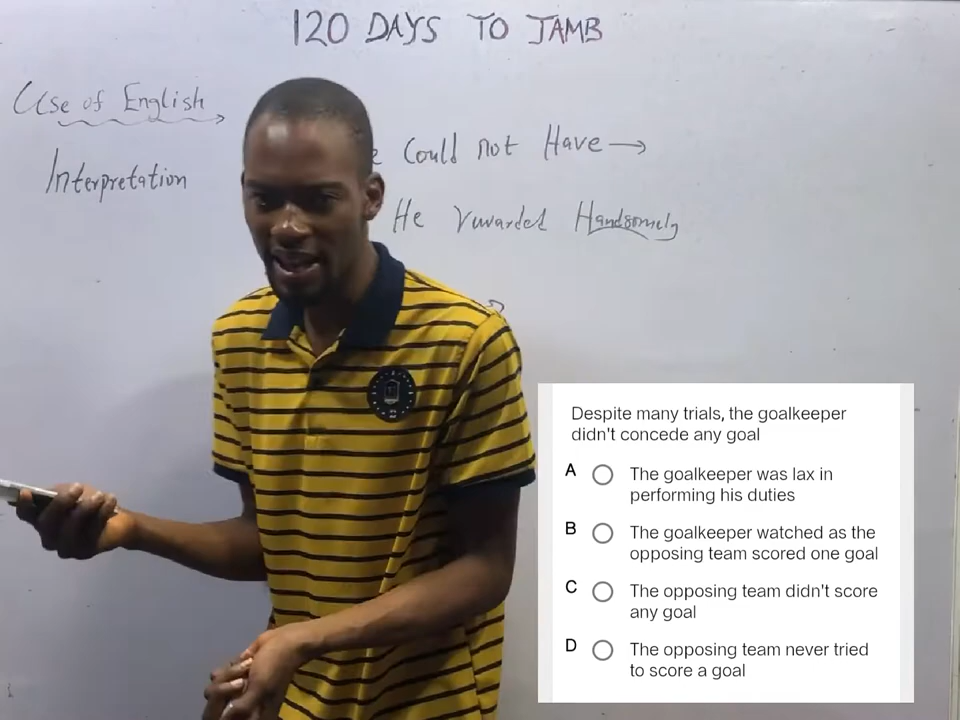 120 DAYS TO JAMB
Use of English
Interpretation
Could not Have →
He rewarded Handsomely
Despite many trials, the goalkeeper
didn't concede any goal
A The goalkeeper was lax in
performing his duties
B The goalkeeper watched as the
opposing team scored one goal
C The opposing team didn't score
any goal
D The opposing team never tried
to score a goal